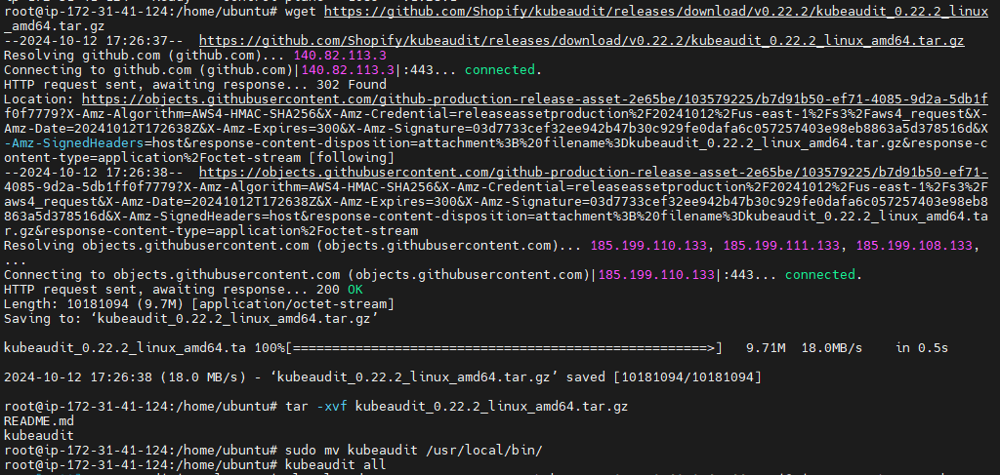 root@ip-172-31-41-124:/home/ubuntu# wget https://github.com/Shopify/kubeaudit/releases/download/v0.22.2/kubeaudit_0.22.2_linux
_amd64.tar.gz
--2024-10-12 17:26:37--  https://github.com/Shopify/kubeaudit/releases/download/v0.22.2/kubeaudit_0.22.2_linux_amd64.tar.gz
Resolving github.com (github.com)... 140.82.113.3
Connecting to github.com (github.com)|140.82.113.3|:443... connected.
HTTP request sent, awaiting response... 302 Found
Location: https://objects.githubusercontent.com/github-production-release-asset-2e65be/103579225/b7d91b50-ef71-4085-9d2a-5db1f
f0f7779?X-Amz-Algorithm=AWS4-HMAC-SHA256&X-Amz-Credential=releaseassetproduction%2F20241012%2Fus-east-1%2Fs3%2Faws4_request&X-
Amz-Date=20241012T172638Z&X-Amz-Expires=300&X-Amz-Signature=03d7733cef32ee942b47b30c929fe0dafa6c057257403e98eb8863a5d378516d&X
-Amz-SignedHeaders=host&response-content-disposition=attachment%3B%20filename%3Dkubeaudit_0.22.2_linux_amd64.tar.gz&response-c
ontent-type=application%2Foctet-stream [following]
--2024-10-12 17:26:38--  https://objects.githubusercontent.com/github-production-release-asset-2e65be/103579225/b7d91b50-ef71-
4085-9d2a-5db1ff0f7779?X-Amz-Algorithm=AWS4-HMAC-SHA256&X-Amz-Credential=releaseassetproduction%2F20241012%2Fus-east-1%2Fs3%2F
aws4_request&X-Amz-Date=20241012T172638Z&X-Amz-Expires=300&X-Amz-Signature=03d7733cef32ee942b47b30c929fe0dafa6c057257403e98eb8
863a5d378516d&X-Amz-SignedHeaders=host&response-content-disposition=attachment%3B%20filename%3Dkubeaudit_0.22.2_linux_amd64.ta
r.gz&response-content-type=application%2Foctet-stream
Resolving objects.githubusercontent.com (objects.githubusercontent.com)... 185.199.110.133, 185.199.111.133, 185.199.108.133,
...
Connecting to objects.githubusercontent.com (objects.githubusercontent.com)|185.199.110.133|:443... connected.
HTTP request sent, awaiting response... 200 OK
Length: 10181094 (9.7M) [application/octet-stream]
Saving to: ‘kubeaudit_0.22.2_linux_amd64.tar.gz’
kubeaudit_0.22.2_linux_amd64.ta 100%[=====================================================>]   9.71M  18.0MB/s    in 0.5s
2024-10-12 17:26:38 (18.0 MB/s) - ‘kubeaudit_0.22.2_linux_amd64.tar.gz’ saved [10181094/10181094]
root@ip-172-31-41-124:/home/ubuntu# tar -xvf kubeaudit_0.22.2_linux_amd64.tar.gz
README.md
kubeaudit
root@ip-172-31-41-124:/home/ubuntu# sudo mv kubeaudit /usr/local/bin/
root@ip-172-31-41-124:/home/ubuntu# kubeaudit all